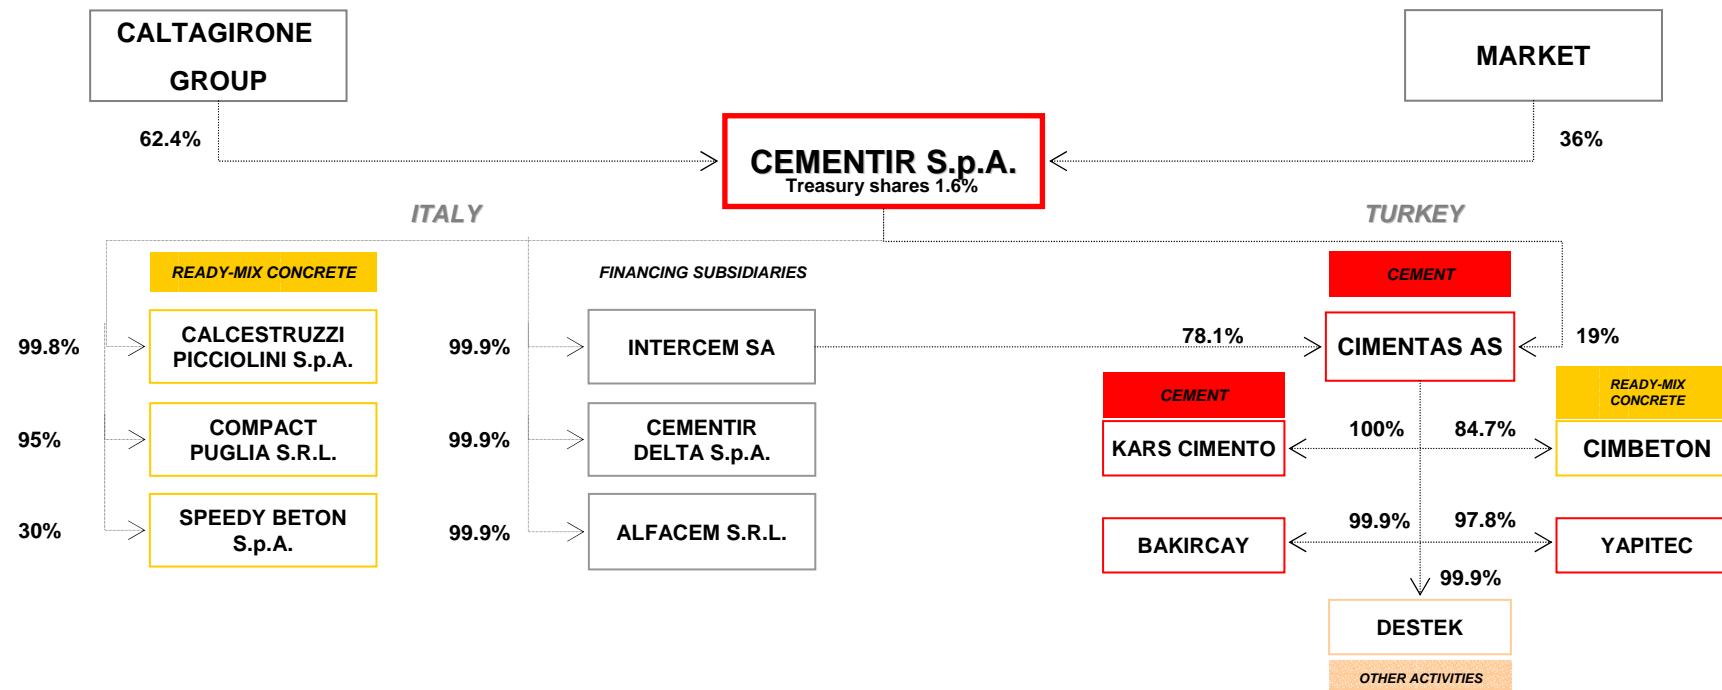 CALTAGIRONE
GROUP
MARKET
62.4%
36%
CEMENTIR S.p.A.
Treasury shares 1.6%
ITALY
TURKEY
READY-MIX CONCRETE
FINANCING SUBSIDIARIES
CEMENT
99.8%
CALCESTRUZZI
PICCIOLINI S.p.A.
99.9%
INTERCEM SA
78.1%
CIMENTAS AS
19%
CEMENT
READY-MIX
CONCRETE
95%
COMPACT
PUGLIA S.R.L.
99.9%
CEMENTIR
DELTA S.p.A.
KARS CIMENTO
100%
84.7%
CIMBETON
30%
SPEEDY BETON
S.p.A.
99.9%
ALFACEM S.R.L.
BAKIRCAY
99.9%
97.8%
YAPITEC
99.9%
DESTEK
OTHER ACTIVITIES